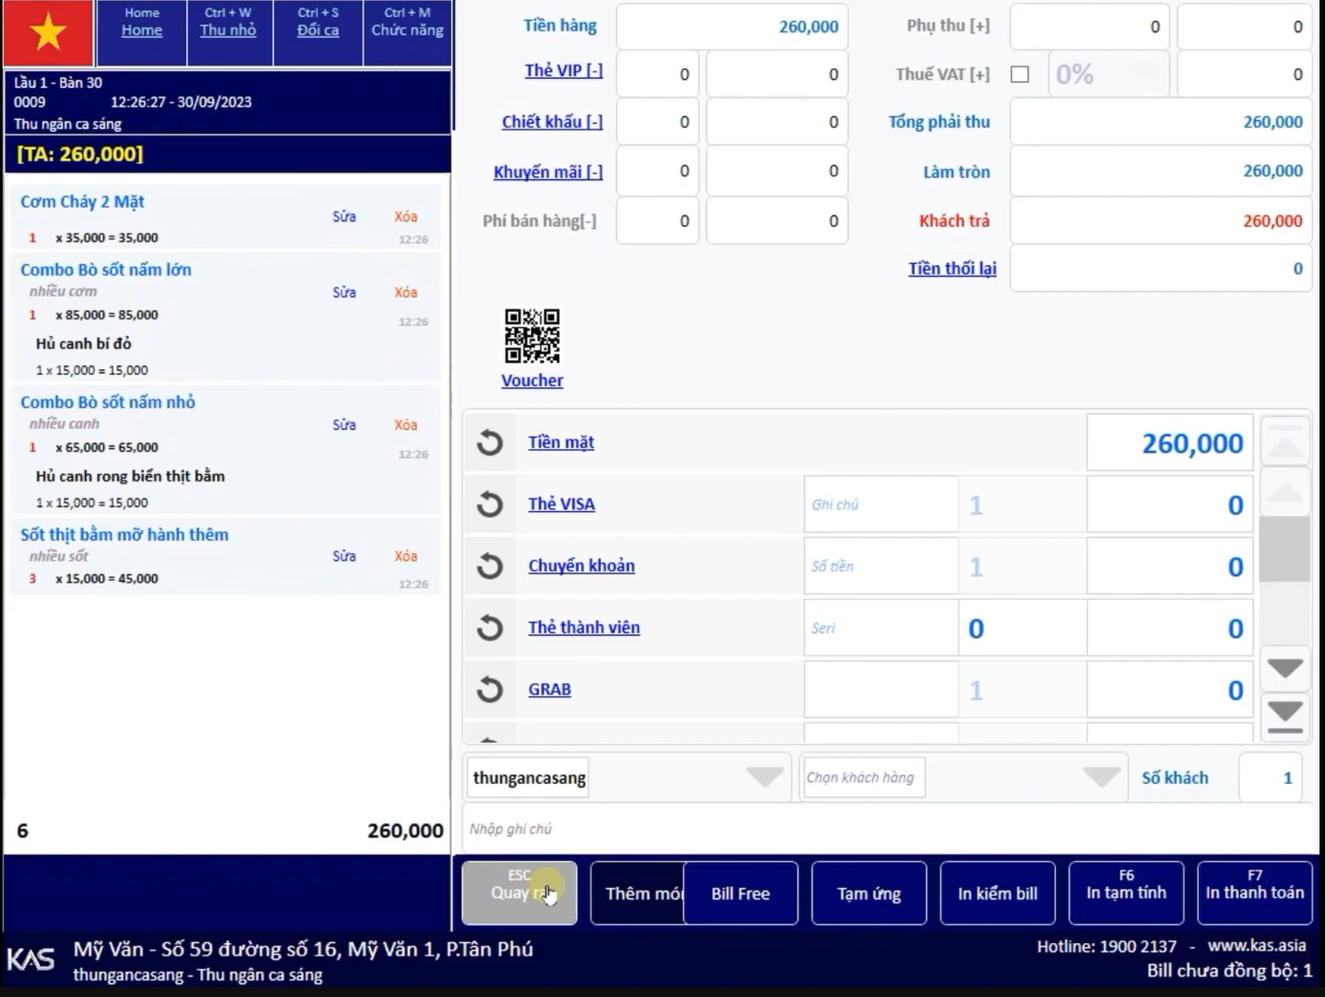 Home
Home
Ctrl + W
Thu nhỏ
Ctrl + S
Đổi ca
Ctrl + M
Chức năng
Lầu 1 - Bàn 30
0009 12:26:27 - 30/09/2023
Thu ngân ca sáng
[TA: 260,000]
Cơm Cháy 2 Mặt
Sửa Xóa
1 x 35,000 = 35,000 12:26
Combo Bò sốt nấm lớn
nhiều cơm Sửa Xóa
1 x 85,000 = 85,000 12:26
Hủ canh bí đỏ
1 x 15,000 = 15,000
Combo Bò sốt nấm nhỏ
nhiều canh Sửa Xóa
1 x 65,000 = 65,000 12:26
Hủ canh rong biển thịt bằm
1 x 15,000 = 15,000
Sốt thịt bằm mỡ hành thêm
nhiều sốt Sửa Xóa
3 x 15,000 = 45,000 12:26
6 260,000
Tiền hàng 260,000 Phụ thu [+] 0 0
Thẻ VIP [-] 0 0 Thuế VAT [+] 0% 0
Chiết khấu [-] 0 0 Tổng phải thu 260,000
Khuyến mãi [-] 0 0 Làm tròn 260,000
Phí bán hàng[-] 0 0 Khách trả 260,000
Tiền thối lại 0
Voucher
Tiền mặt 260,000
Thẻ VISA Ghi chú 1 0
Chuyển khoản Số tiền 1 0
Thẻ thành viên Seri 0 0
GRAB 1 0
thungancasang Chọn khách hàng Số khách 1
Nhập ghi chú
ESC
Quay ra
Thêm mới
Bill Free
Tạm ứng
In kiểm bill
F6
In tạm tính
F7
In thanh toán
KAS
Mỹ Văn - Số 59 đường số 16, Mỹ Văn 1, P.Tân Phú
thungancasang - Thu ngân ca sáng
Hotline: 1900 2137 - www.kas.asia
Bill chưa đồng bộ: 1